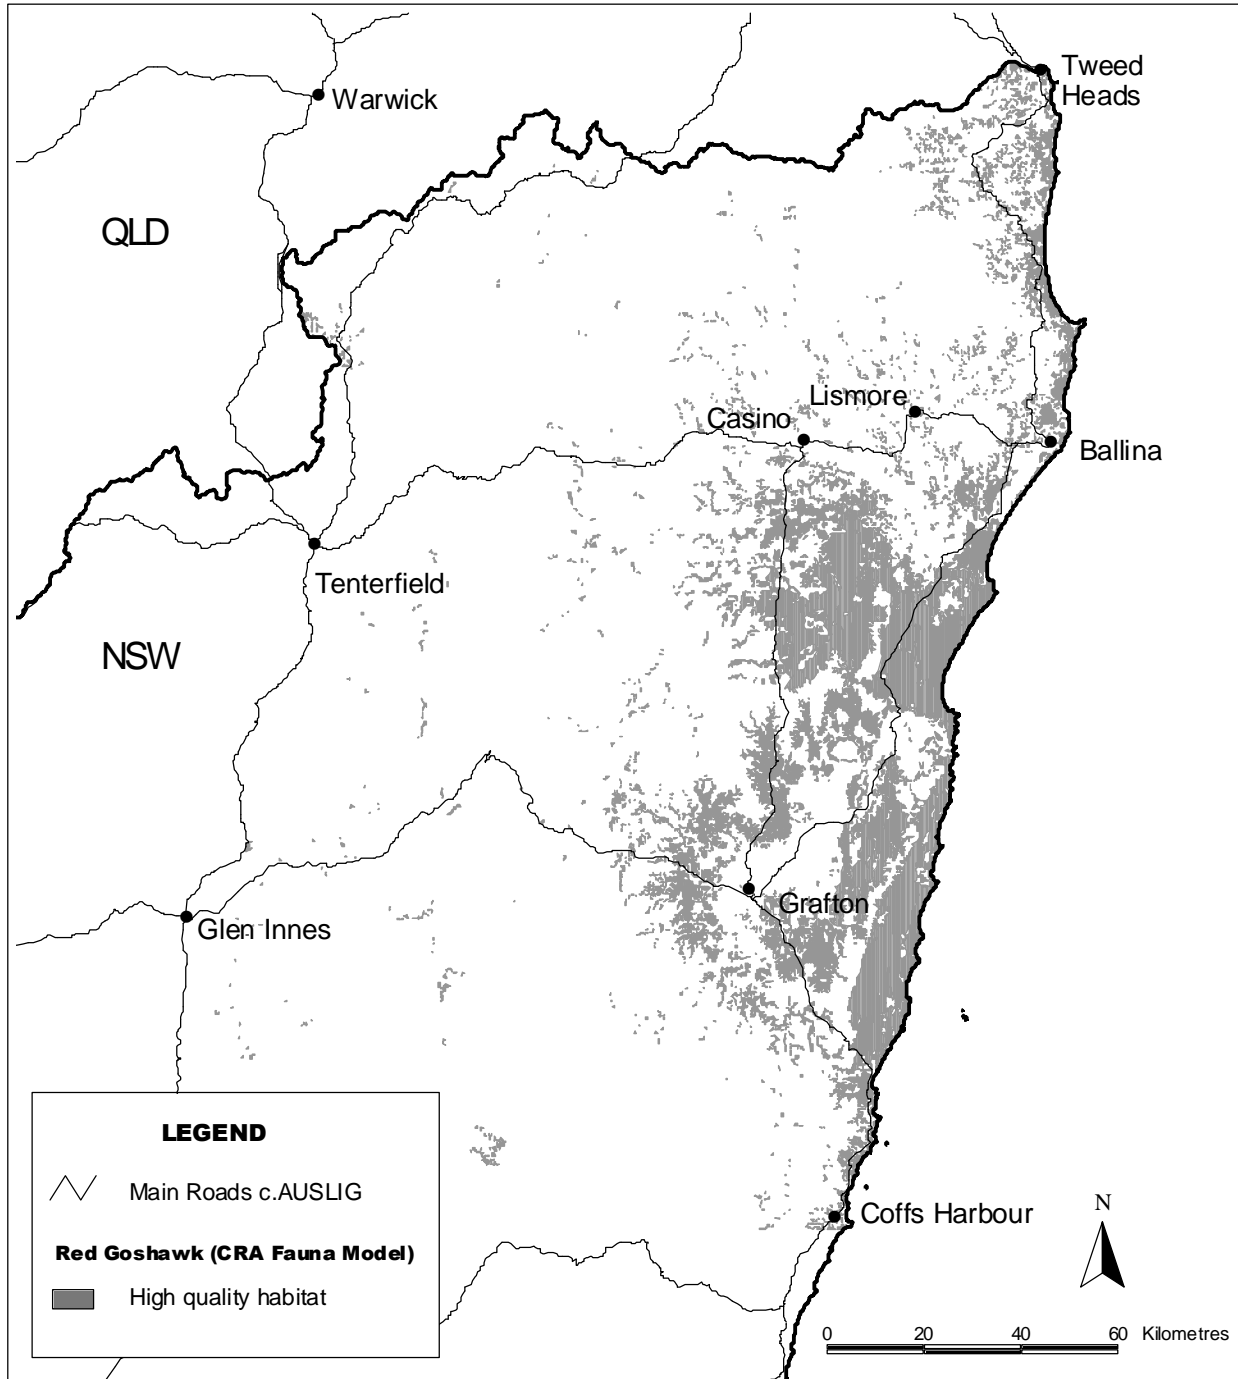 Tweed
Heads
Warwick
QLD
Lismore
Casino
Ballina
Tenterfield
NSW
Grafton
Glen Innes
LEGEND
Main Roads c.AUSLIG
Red Goshawk (CRA Fauna Model)
High quality habitat
Coffs Harbour
N
0 20 40 60 Kilometres